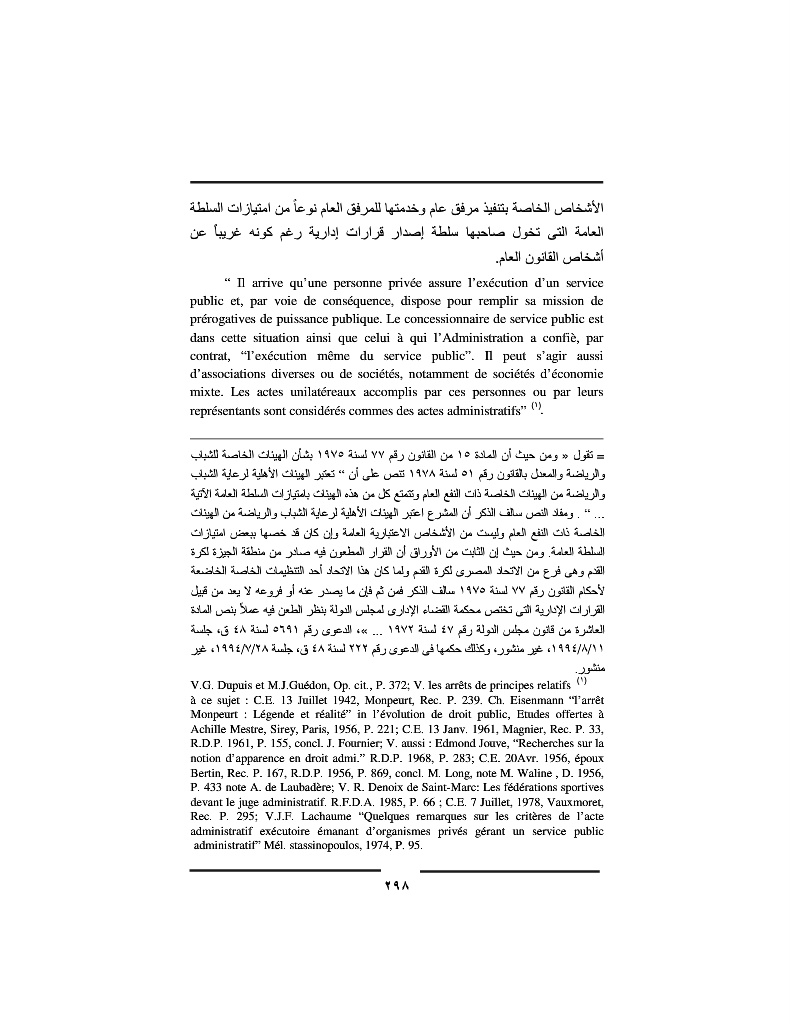 الأشخاص الخاصة بتنفيذ مرفق عام وخدمتها للمرفق العام نوعاً من امتيازات السلطة
العامة التى تخول صاحبها سلطة إصدار قرارات إدارية رغم كونه غريباً عن
أشخاص القانون العام.
“ Il arrive qu’une personne privée assure l’exécution d’un service
public et, par voie de conséquence, dispose pour remplir sa mission de
prérogatives de puissance publique. Le concessionnaire de service public est
dans cette situation ainsi que celui à qui l’Administration a confiè, par
contrat, “l’exécution même du service public”. Il peut s’agir aussi
d’associations diverses ou de sociétés, notamment de sociétés d’économie
mixte. Les actes unilatéreaux accomplis par ces personnes ou par leurs
représentants sont considérés commes des actes administratifs” (١).
= تقول « ومن حيث أن المادة ١٥ من القانون رقم ٧٧ لسنة ١٩٧٥ بشأن الهيئات الخاصة للشباب
والرياضة والمعدل بالقانون رقم ٥١ لسنة ١٩٧٨ تنص على أن “ تعتبر الهيئات الأهلية لرعاية الشباب
والرياضة من الهيئات الخاصة ذات النفع العام وتتمتع كل من هذه الهيئات بامتيازات السلطة العامة الآتية
... “ . ومفاد النص سالف الذكر أن المشرع اعتبر الهيئات الأهلية لرعاية الشباب والرياضة من الهيئات
الخاصة ذات النفع العام وليست من الأشخاص الاعتبارية العامة وإن كان قد خصها ببعض امتيازات
السلطة العامة. ومن حيث إن الثابت من الأوراق أن القرار المطعون فيه صادر من منطقة الجيزة لكرة
القدم وهى فرع من الاتحاد المصرى لكرة القدم ولما كان هذا الاتحاد أحد التنظيمات الخاصة الخاضعة
لأحكام القانون رقم ٧٧ لسنة ١٩٧٥ سالف الذكر فمن ثم فإن ما يصدر عنه أو فروعه لا يعد من قبيل
القرارات الإدارية التى تختص محكمة القضاء الإدارى لمجلس الدولة بنظر الطعن فيه عملاً بنص المادة
العاشرة من قانون مجلس الدولة رقم ٤٧ لسنة ١٩٧٢ ... »، الدعوى رقم ٥٦٩١ لسنة ٤٨ ق، جلسة
١٩٩٤/٨/١١، غير منشور، وكذلك حكمها فى الدعوى رقم ٢٢٢ لسنة ٤٨ ق، جلسة ١٩٩٤/٧/٢٨، غير
منشور.
V.G. Dupuis et M.J.Guédon, Op. cit., P. 372; V. les arrêts de principes relatifs (١)
à ce sujet : C.E. 13 Juillet 1942, Monpeurt, Rec. P. 239. Ch. Eisenmann “l’arrêt
Monpeurt : Légende et réalité” in l’évolution de droit public, Etudes offertes à
Achille Mestre, Sirey, Paris, 1956, P. 221; C.E. 13 Janv. 1961, Magnier, Rec. P. 33,
R.D.P. 1961, P. 155, concl. J. Fournier; V. aussi : Edmond Jouve, “Recherches sur la
notion d’apparence en droit admi.” R.D.P. 1968, P. 283; C.E. 20Avr. 1956, époux
Bertin, Rec. P. 167, R.D.P. 1956, P. 869, concl. M. Long, note M. Waline , D. 1956,
P. 433 note A. de Laubadère; V. R. Denoix de Saint-Marc: Les fédérations sportives
devant le juge administratif. R.F.D.A. 1985, P. 66 ; C.E. 7 Juillet, 1978, Vauxmoret,
Rec. P. 295; V.J.F. Lachaume “Quelques remarques sur les critères de l’acte
administratif exécutoire émanant d’organismes privés gérant un service public
administratif” Mél. stassinopoulos, 1974, P. 95.
٢٩٨